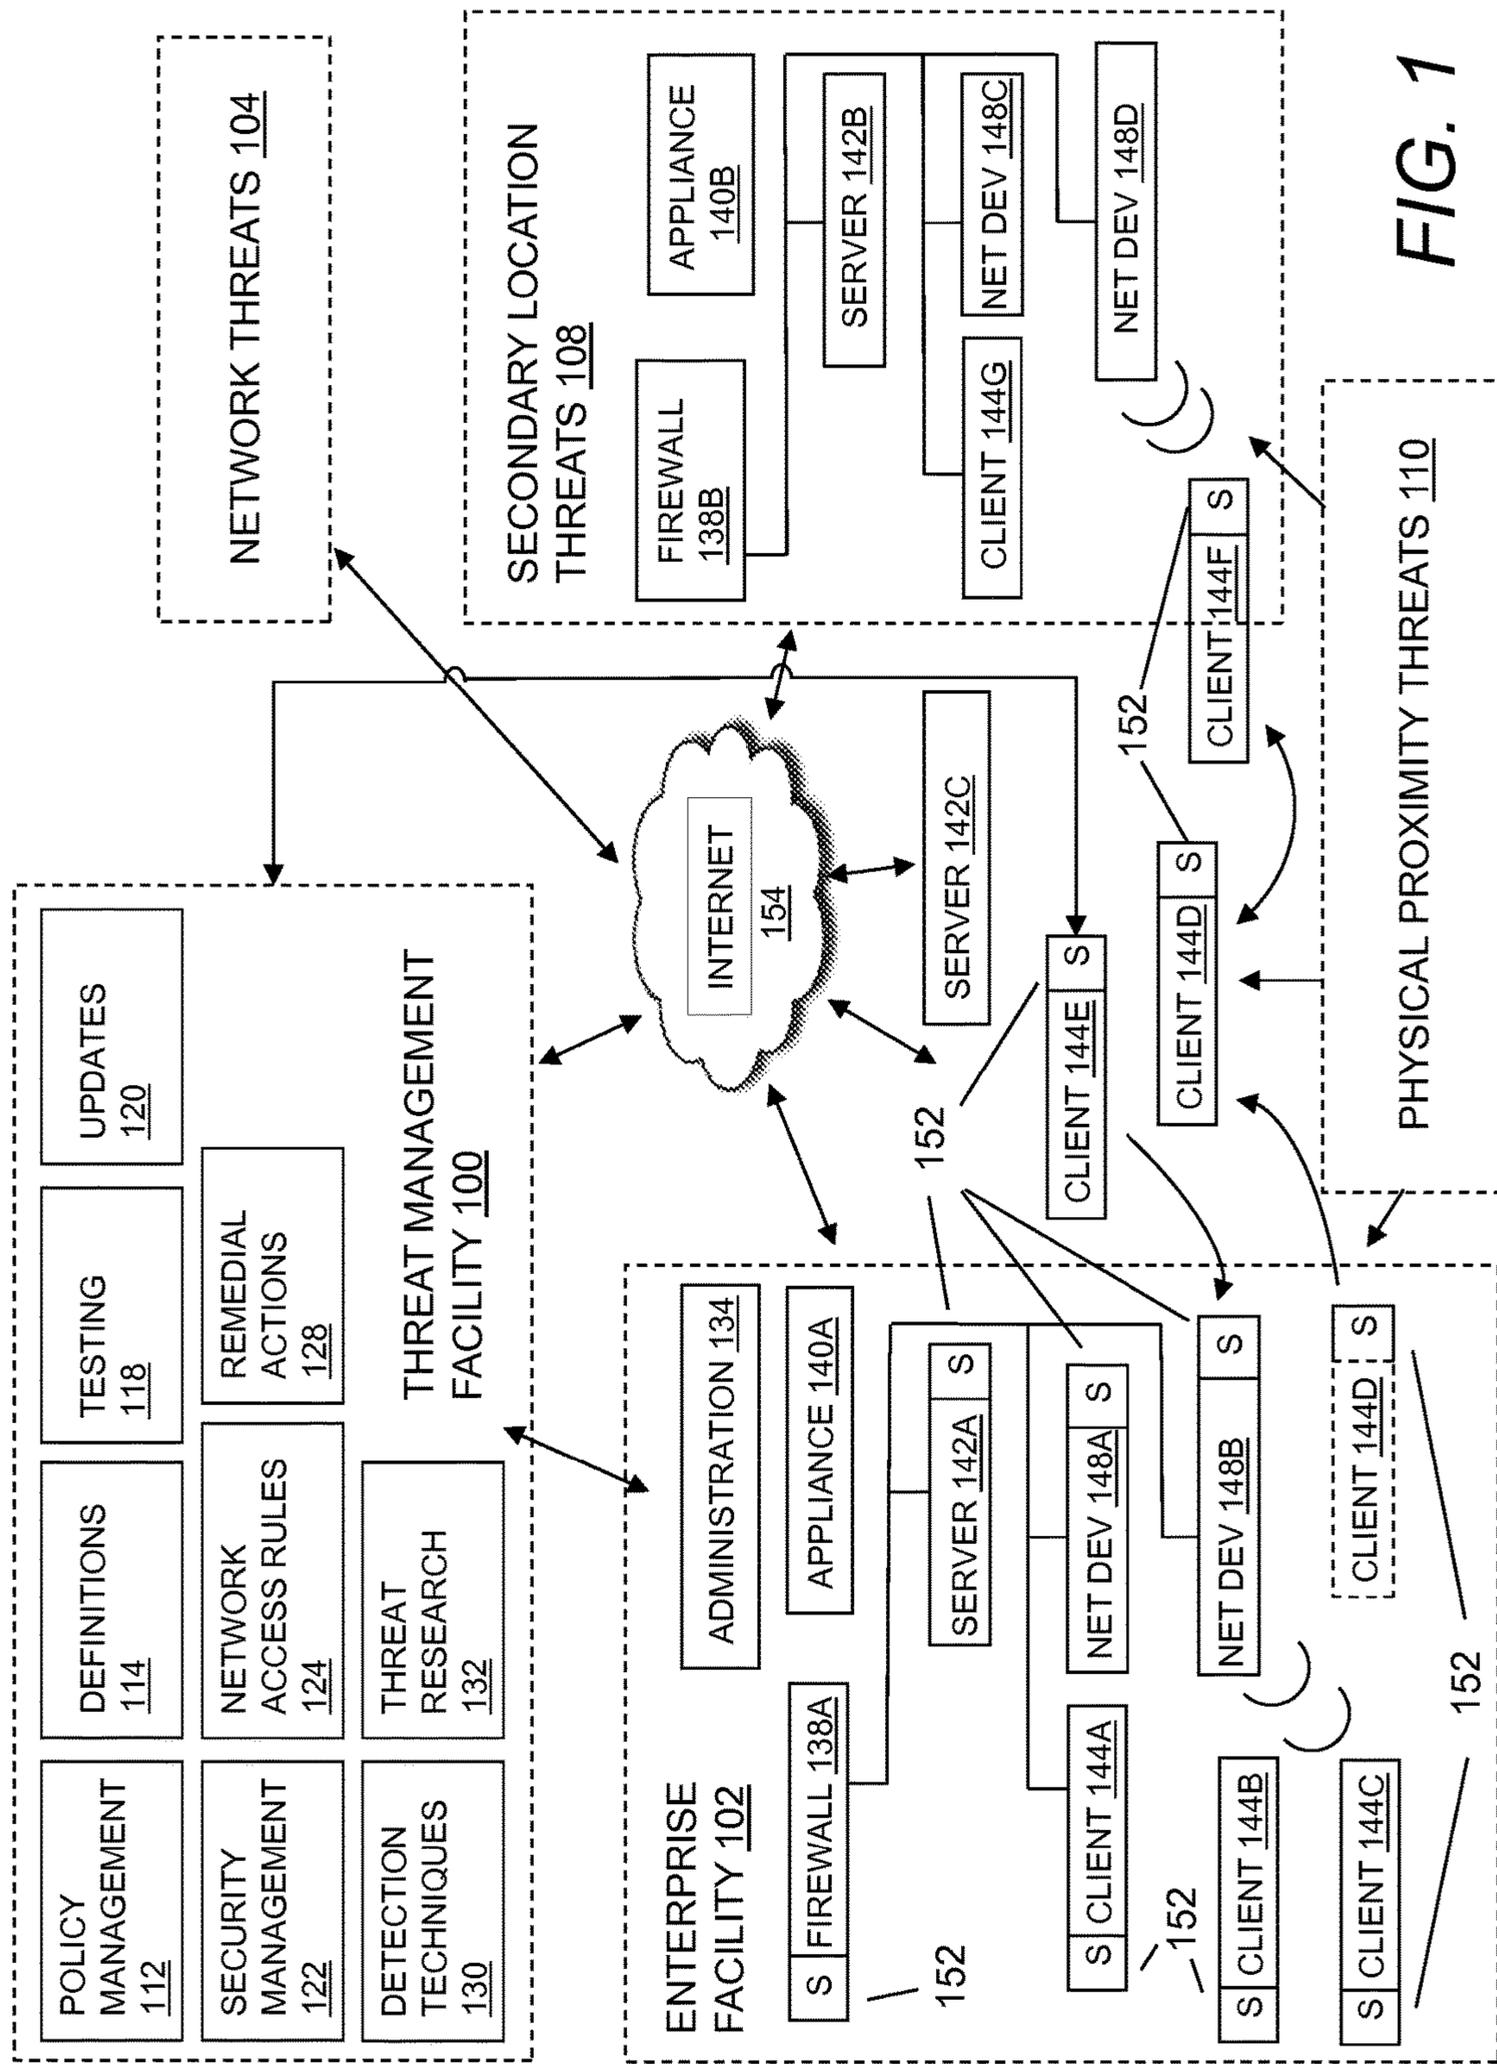 POLICY
MANAGEMENT
112
DEFINITIONS
114
TESTING
118
UPDATES
120
SECURITY
MANAGEMENT
122
NETWORK
ACCESS RULES
124
REMEDIAL
ACTIONS
128
DETECTION
TECHNIQUES
130
THREAT
RESEARCH
132
THREAT MANAGEMENT
FACILITY 100
NETWORK THREATS 104
INTERNET
154
SERVER 142C
ENTERPRISE
FACILITY 102
ADMINISTRATION 134
S FIREWALL 138A
APPLIANCE 140A
152
SERVER 142A S
S CLIENT 144A
NET DEV 148A S
152
S CLIENT 144B
NET DEV 148B S
S CLIENT 144C
CLIENT 144D S
152
152
CLIENT 144E S
CLIENT 144D S
152
CLIENT 144F S
SECONDARY LOCATION
THREATS 108
FIREWALL
138B
APPLIANCE
140B
SERVER 142B
CLIENT 144G
NET DEV 148C
NET DEV 148D
PHYSICAL PROXIMITY THREATS 110
FIG. 1